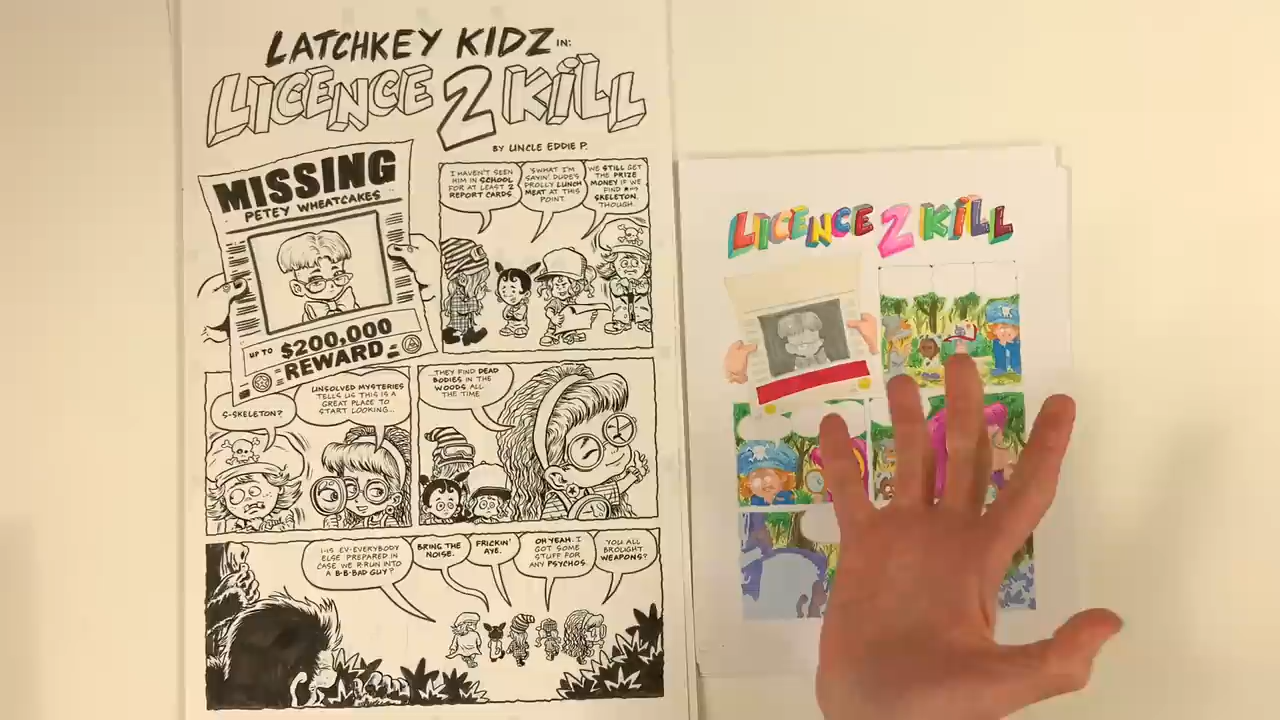 LATCHKEY KIDZ IN:
LICENCE 2 KILL
BY UNCLE EDDIE P.
MISSING
PETEY WHEATCAKES
UP TO $200,000
REWARD
I HAVEN'T SEEN
HIM IN SCHOOL
FOR AT LEAST 2
REPORT CARDS
'SWHAT I'M
SAYIN'. DUDE'S
PROLLY LUNCH
MEAT AT THIS
POINT.
WE STILL GET
THE PRIZE
MONEY IF WE
FIND
SKELETON,
THOUGH.
S-SKELETON?
UNSOLVED MYSTERIES
TELLS US THIS IS A
GREAT PLACE TO
START LOOKING...
...THEY FIND DEAD
BODIES IN THE
WOODS ALL
THE TIME
I-IS EV-EVERYBODY
ELSE PREPARED IN
CASE WE R-RUN INTO
A B-B-BAD GUY?
BRING THE
NOISE.
FRICKIN'
AYE.
OH YEAH. I
GOT SOME
STUFF FOR
ANY PSYCHOS.
YOU ALL
BROUGHT
WEAPONS?
LICENCE 2 KILL